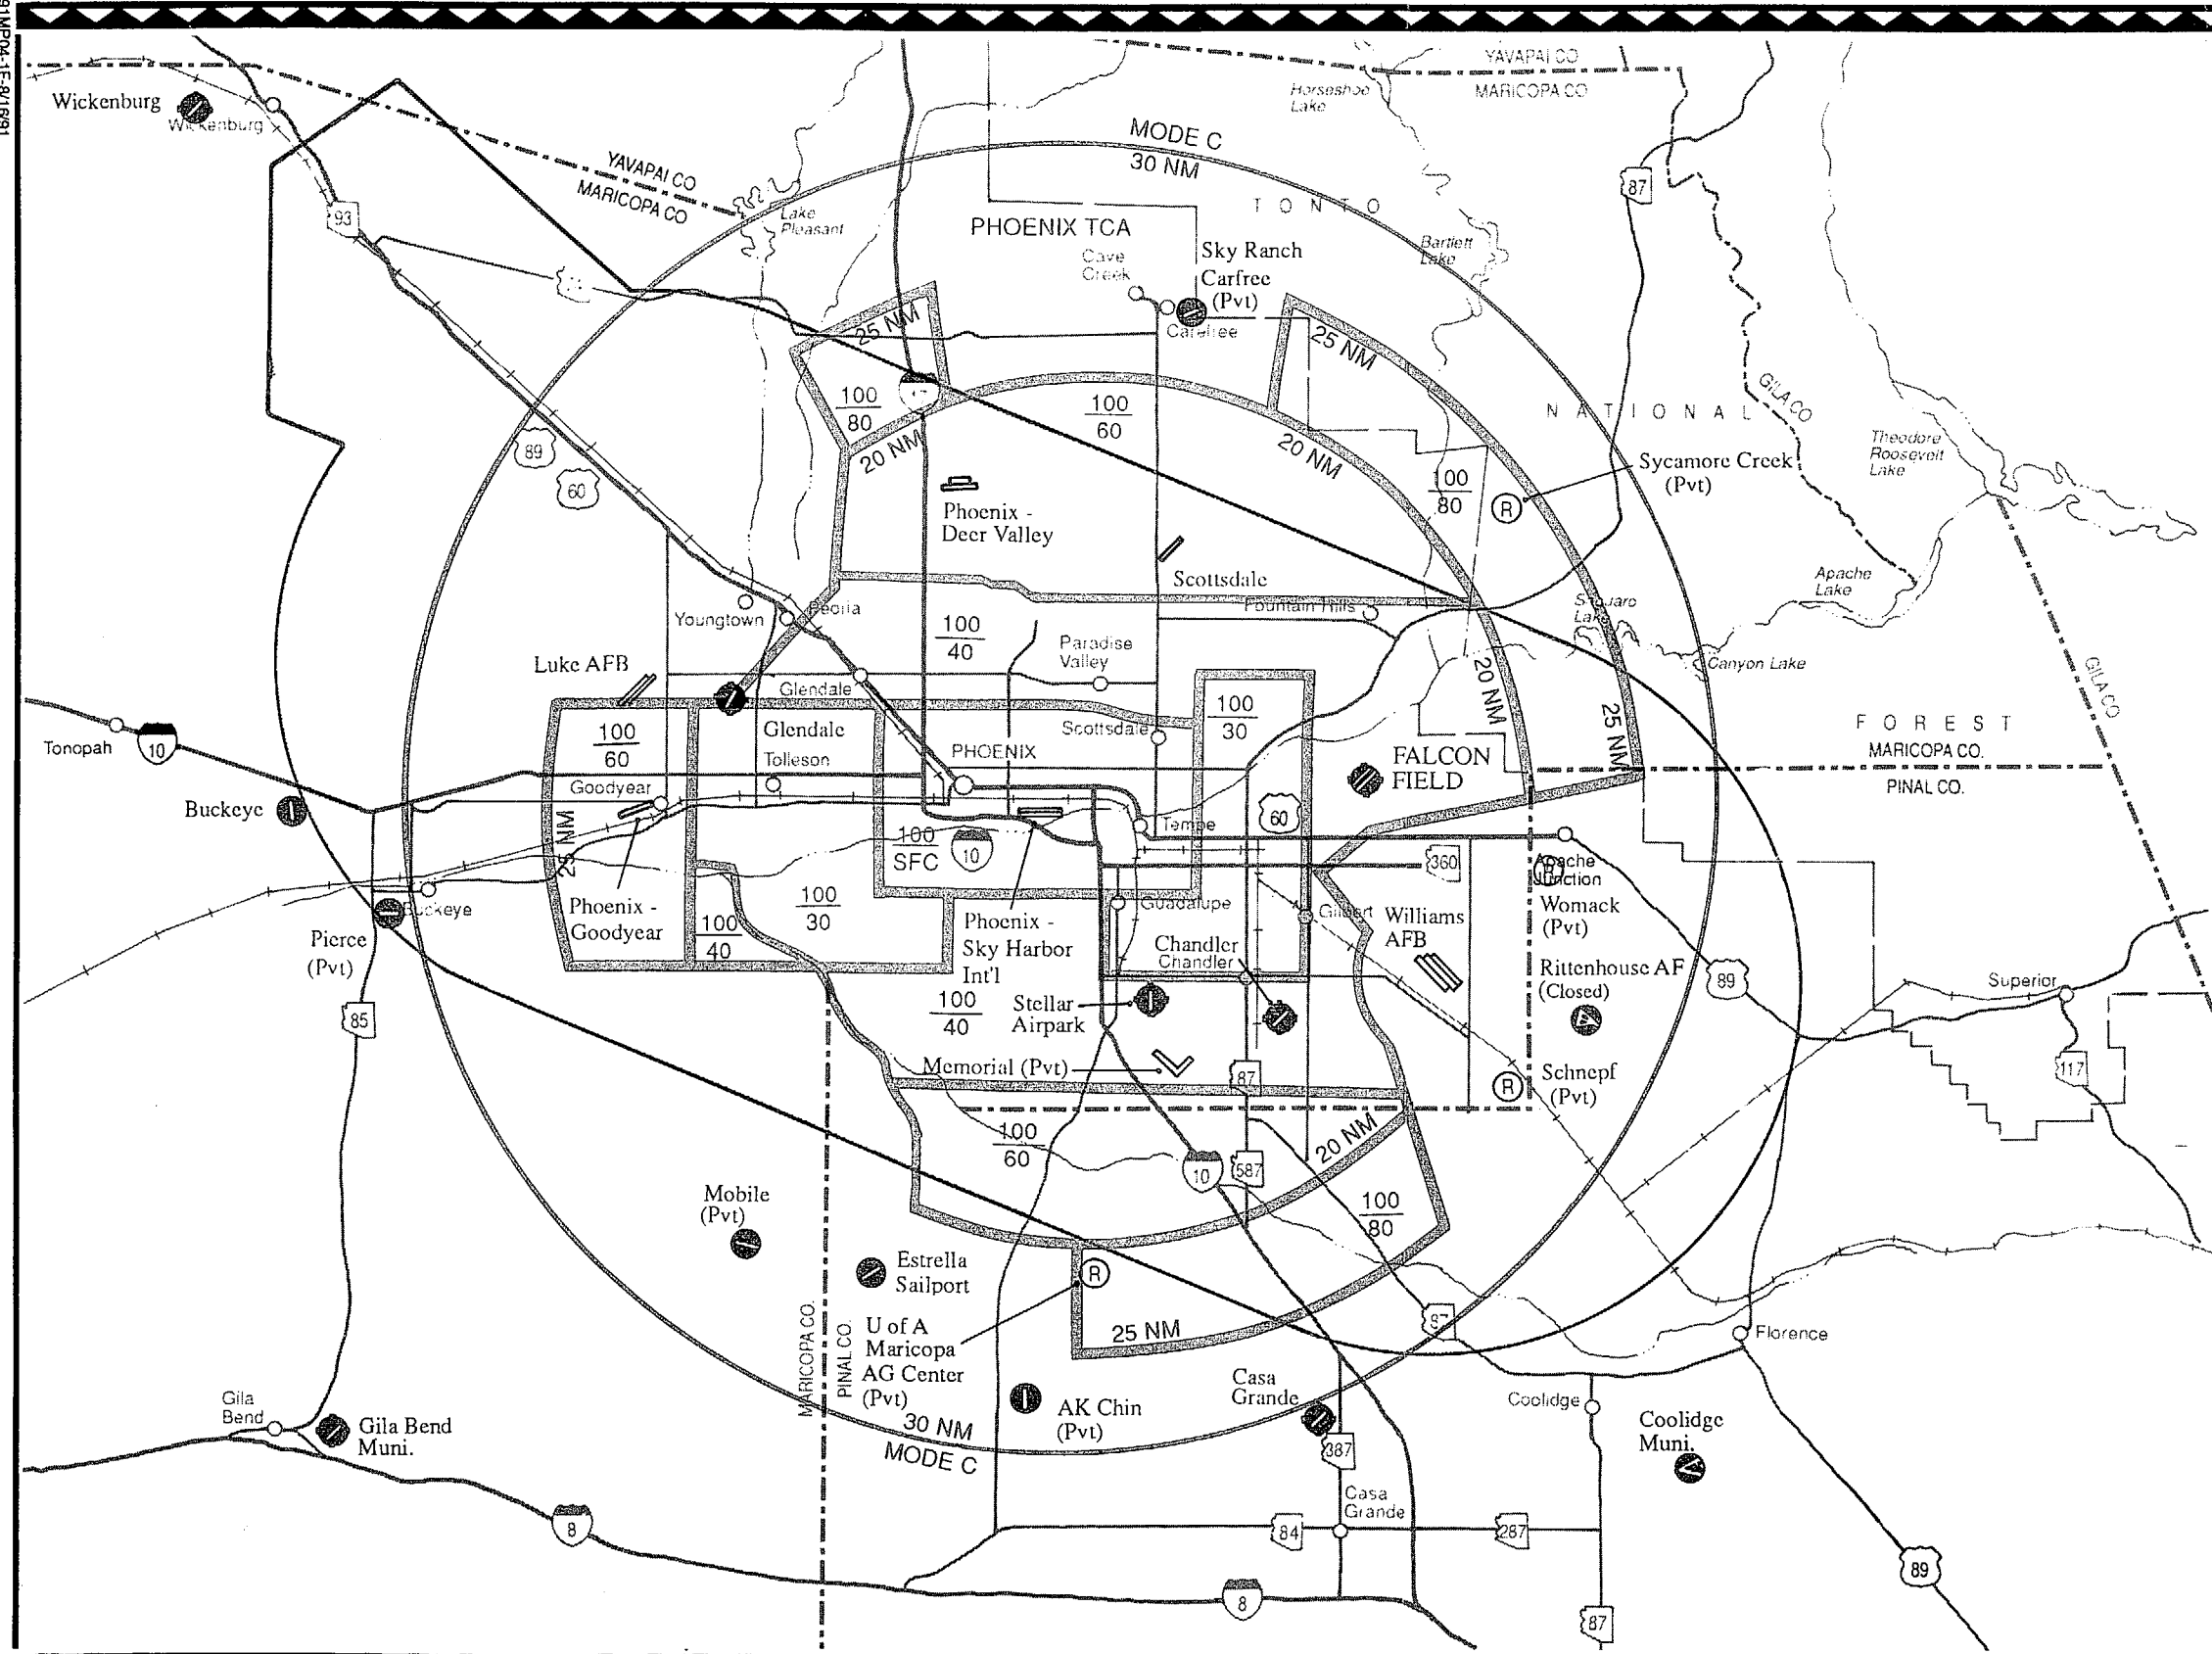 91MP04-1F-8/16/91
YAVAPAI CO
MARICOPA CO
Horseshoe
Lake
Wickenburg
Wickenburg
MODE C
30 NM
87
YAVAPAI CO
MARICOPA CO
93
Lake
Pleasant
PHOENIX TCA
TONTO
Cave
Creek
Sky Ranch
Carfree
(Pvt)
Bartlett
Lake
Carefree
25 NM
25 NM
100
80
20 NM
100
60
20 NM
GILA CO
NATIONAL
Theodore
Roosevelt
Lake
89
60
Sycamore Creek
(Pvt)
100
80
R
Phoenix -
Deer Valley
Scottsdale
Apache
Lake
Saguaro
Lake
Fountain Hills
Youngtown
Peoria
100
40
Paradise
Valley
Luke AFB
Glendale
20 NM
Canyon Lake
GILA CO
100
60
Glendale
Scottsdale
100
30
25 NM
FOREST
Tonopah
10
PHOENIX
Tolleson
Goodyear
FALCON
FIELD
MARICOPA CO.
PINAL CO.
Buckeye
25 NM
100
SFC
10
Tempe
60
360
Apache
Junction
R
Buckeye
Phoenix -
Goodyear
100
40
100
30
Phoenix -
Sky Harbor
Int'l
Guadalupe
Gilbert
Williams
AFB
Womack
(Pvt)
Pierce
(Pvt)
Chandler
Chandler
Rittenhouse AF
(Closed)
89
Superior
85
100
40
Stellar
Airpark
Memorial (Pvt)
87
R
Schnepf
(Pvt)
117
100
60
20 NM
10
587
100
80
Mobile
(Pvt)
Estrella
Sailport
R
MARICOPA CO.
PINAL CO.
U of A
Maricopa
AG Center
(Pvt)
25 NM
87
Florence
Casa
Grande
AK Chin
(Pvt)
30 NM
MODE C
Gila
Bend
Gila Bend
Muni.
Coolidge
Coolidge
Muni.
387
Casa
Grande
8
84
287
89
8
87